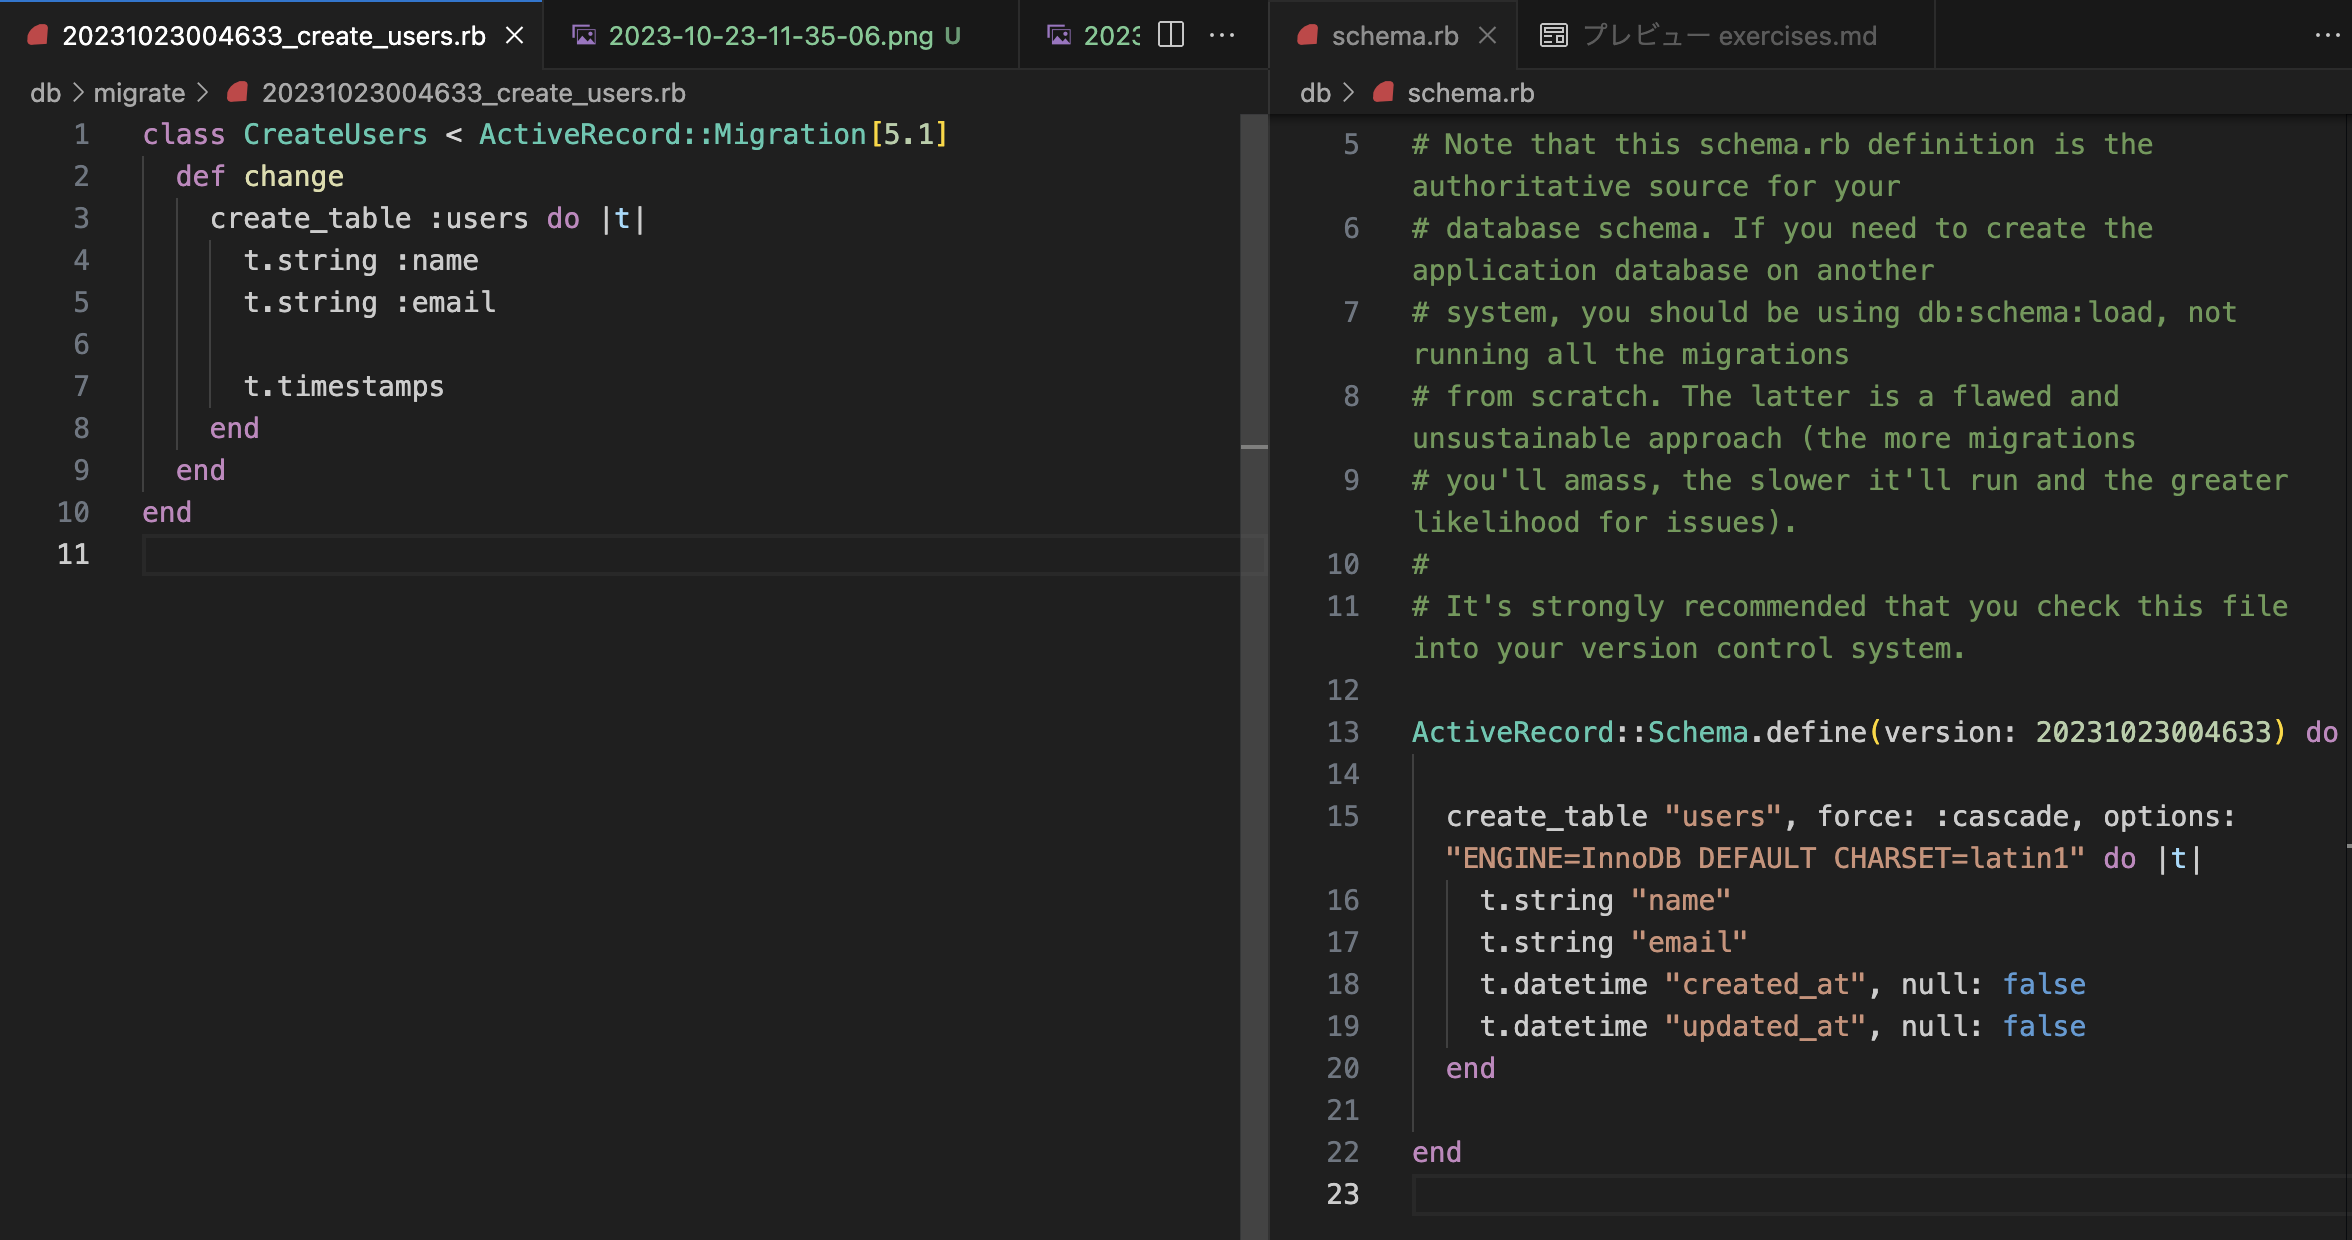 20231023004633_create_users.rb
2023-10-23-11-35-06.png U
2023
db > migrate > 20231023004633_create_users.rb
1 class CreateUsers < ActiveRecord::Migration[5.1]
2 def change
3 create_table :users do |t|
4 t.string :name
5 t.string :email
6
7 t.timestamps
8 end
9 end
10 end
11
schema.rb
プレビュー exercises.md
db > schema.rb
5 # Note that this schema.rb definition is the
authoritative source for your
6 # database schema. If you need to create the
application database on another
7 # system, you should be using db:schema:load, not
running all the migrations
8 # from scratch. The latter is a flawed and
unsustainable approach (the more migrations
9 # you'll amass, the slower it'll run and the greater
likelihood for issues).
10 #
11 # It's strongly recommended that you check this file
into your version control system.
12
13 ActiveRecord::Schema.define(version: 20231023004633) do
14
15 create_table "users", force: :cascade, options:
"ENGINE=InnoDB DEFAULT CHARSET=latin1" do |t|
16 t.string "name"
17 t.string "email"
18 t.datetime "created_at", null: false
19 t.datetime "updated_at", null: false
20 end
21
22 end
23